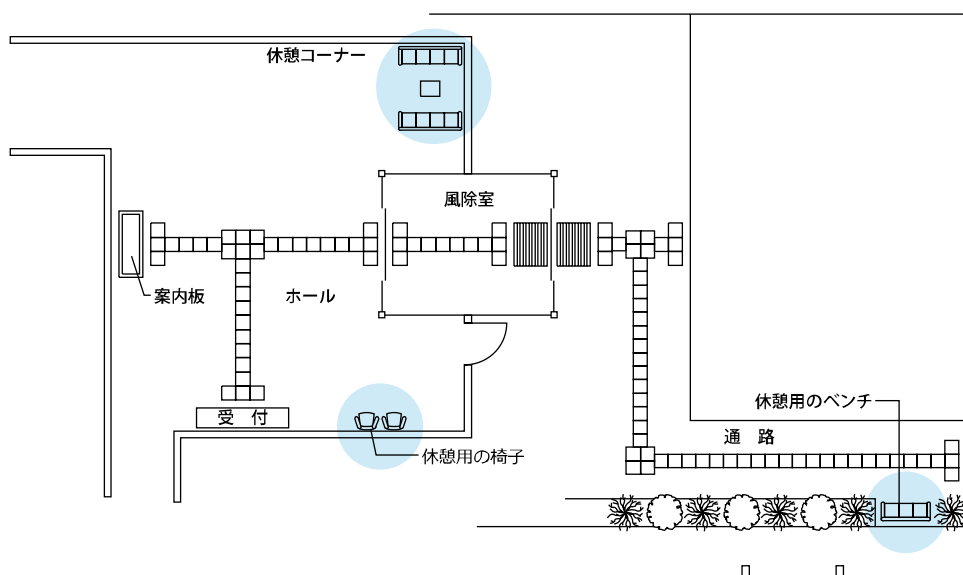 休憩コーナー
風除室
案内板
ホール
休憩用のベンチ
受 付
通 路
休憩用の椅子